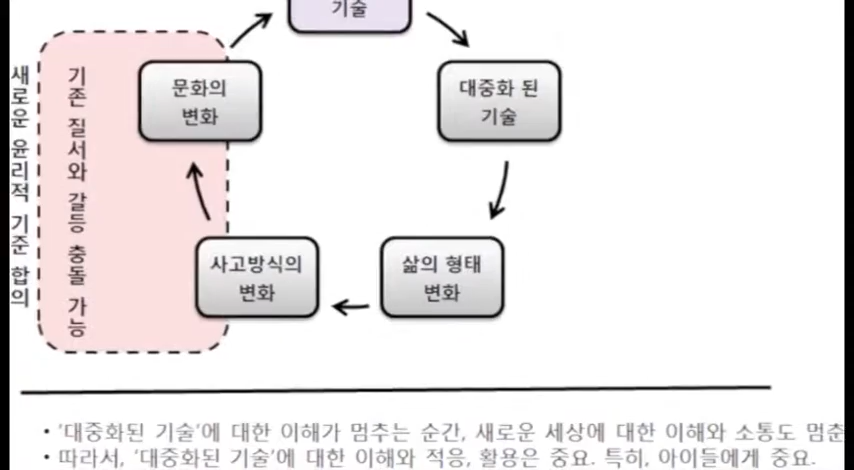 기술
대중화 된
기술
삶의 형태
변화
사고방식의
변화
문화의
변화
기존 질서와 갈등 충돌 가능
새로운 윤리적 기준 합의
• '대중화된 기술'에 대한 이해가 멈추는 순간, 새로운 세상에 대한 이해와 소통도 멈춘
• 따라서, '대중화된 기술'에 대한 이해와 적응, 활용은 중요. 특히, 아이들에게 중요.